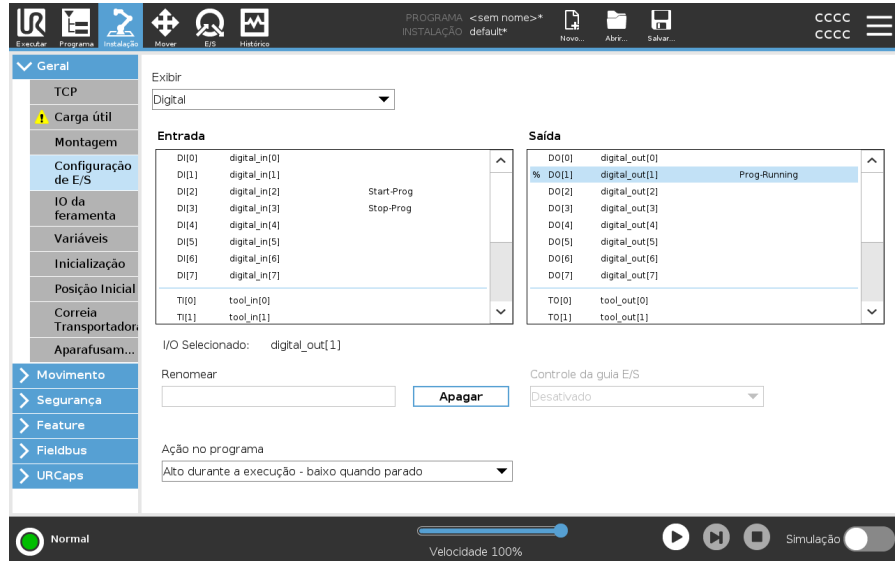 Executar
Programa
Instalação
Mover
E/S
Histórico
PROGRAMA <sem nome>*
INSTALAÇÃO default*
Novo...
Abrir...
Salvar...
CCCC
CCCC
Geral
TCP
Carga útil
Montagem
Configuração
de E/S
IO da
feramenta
Variáveis
Inicialização
Posição Inicial
Correia
Transportadora
Aparafusam...
Movimento
Segurança
Feature
Fieldbus
URCaps
Exibir
Digital
Entrada
DI[0] digital_in[0]
DI[1] digital_in[1]
DI[2] digital_in[2] Start-Prog
DI[3] digital_in[3] Stop-Prog
DI[4] digital_in[4]
DI[5] digital_in[5]
DI[6] digital_in[6]
DI[7] digital_in[7]
TI[0] tool_in[0]
TI[1] tool_in[1]
Saída
DO[0] digital_out[0]
% DO[1] digital_out[1] Prog-Running
DO[2] digital_out[2]
DO[3] digital_out[3]
DO[4] digital_out[4]
DO[5] digital_out[5]
DO[6] digital_out[6]
DO[7] digital_out[7]
TO[0] tool_out[0]
TO[1] tool_out[1]
I/O Selecionado: digital_out[1]
Renomear
Apagar
Controle da guia E/S
Desativado
Ação no programa
Alto durante a execução - baixo quando parado
Normal
Velocidade 100%
Simulação